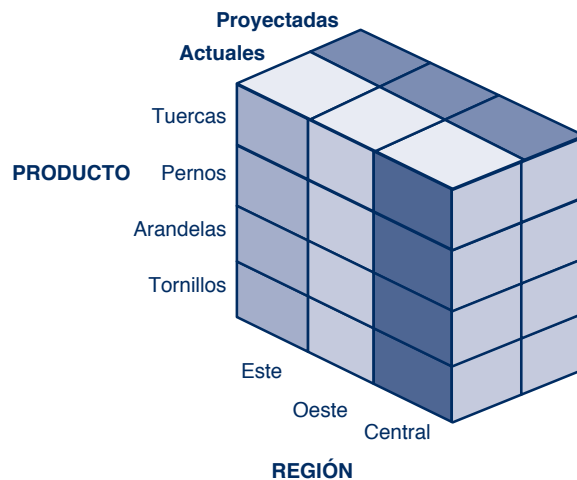 Proyectadas
Actuales
Tuercas
PRODUCTO Pernos
Arandelas
Tornillos
Este
Oeste
Central
REGIÓN